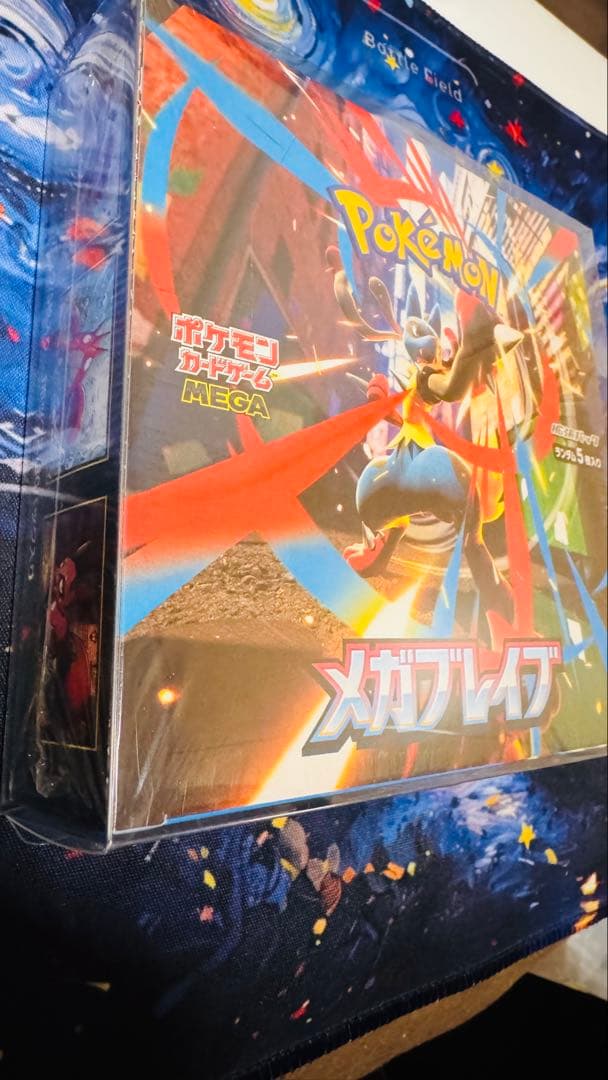 Battle Field
Pokémon
ポケモン
カードゲーム
MEGA
ランダム5枚入り
メガブレイブ